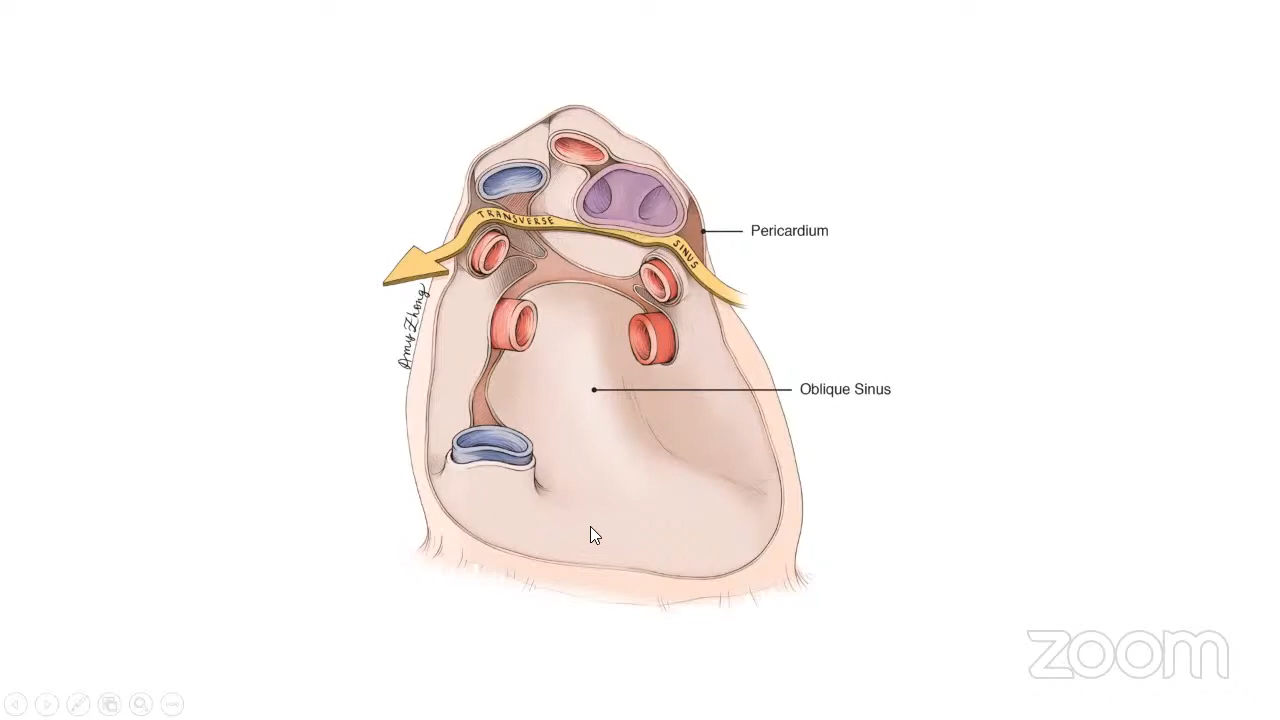 TRANSVERSE
SINUS
Pericardium
Amy Zhong
Oblique Sinus
zoom